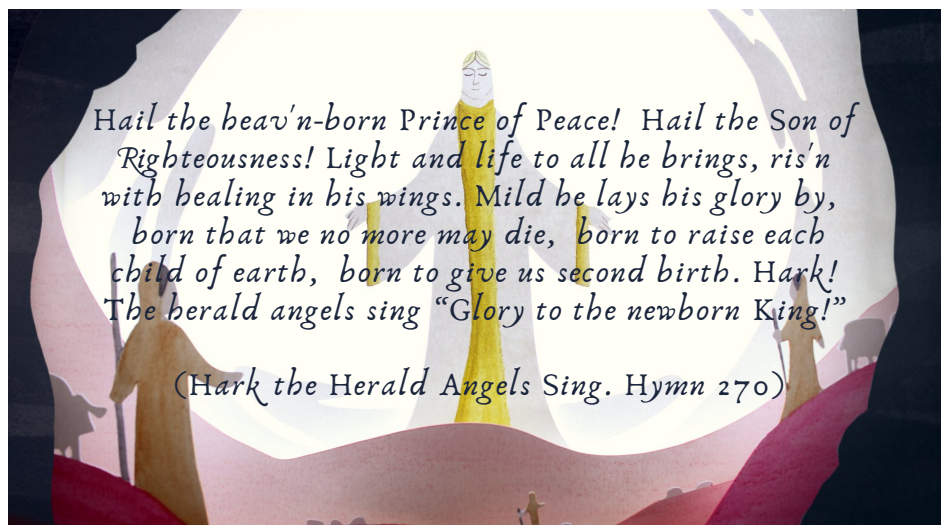 Hail the heav'n-born Prince of Peace!  Hail the Son of
Righteousness! Light and life to all he brings, ris'n
with healing in his wings. Mild he lays his glory by,
born that we no more may die,  born to raise each
child of earth,  born to give us second birth. Hark!
The herald angels sing “Glory to the newborn King!”
(Hark the Herald Angels Sing. Hymn 270)